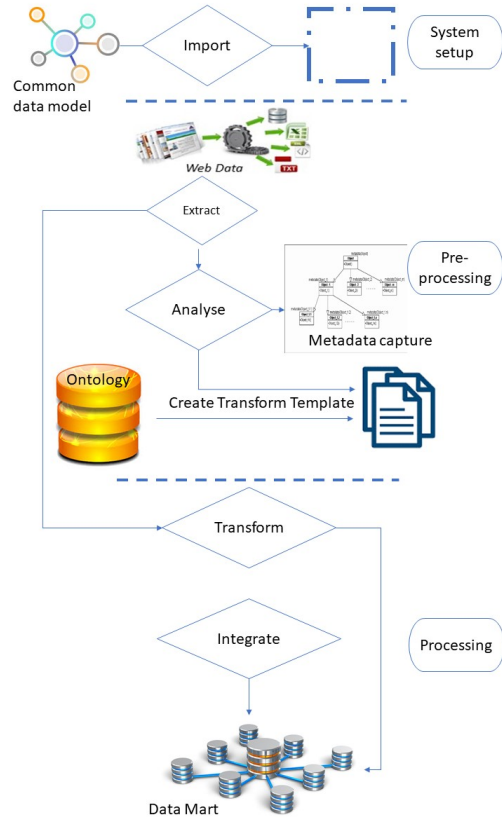 Import
System
setup
Common
data model
Web Data
TXT
Extract
Pre-
processing
Analyse
Metadata capture
Ontology
Create Transform Template
Transform
Integrate
Processing
Data Mart